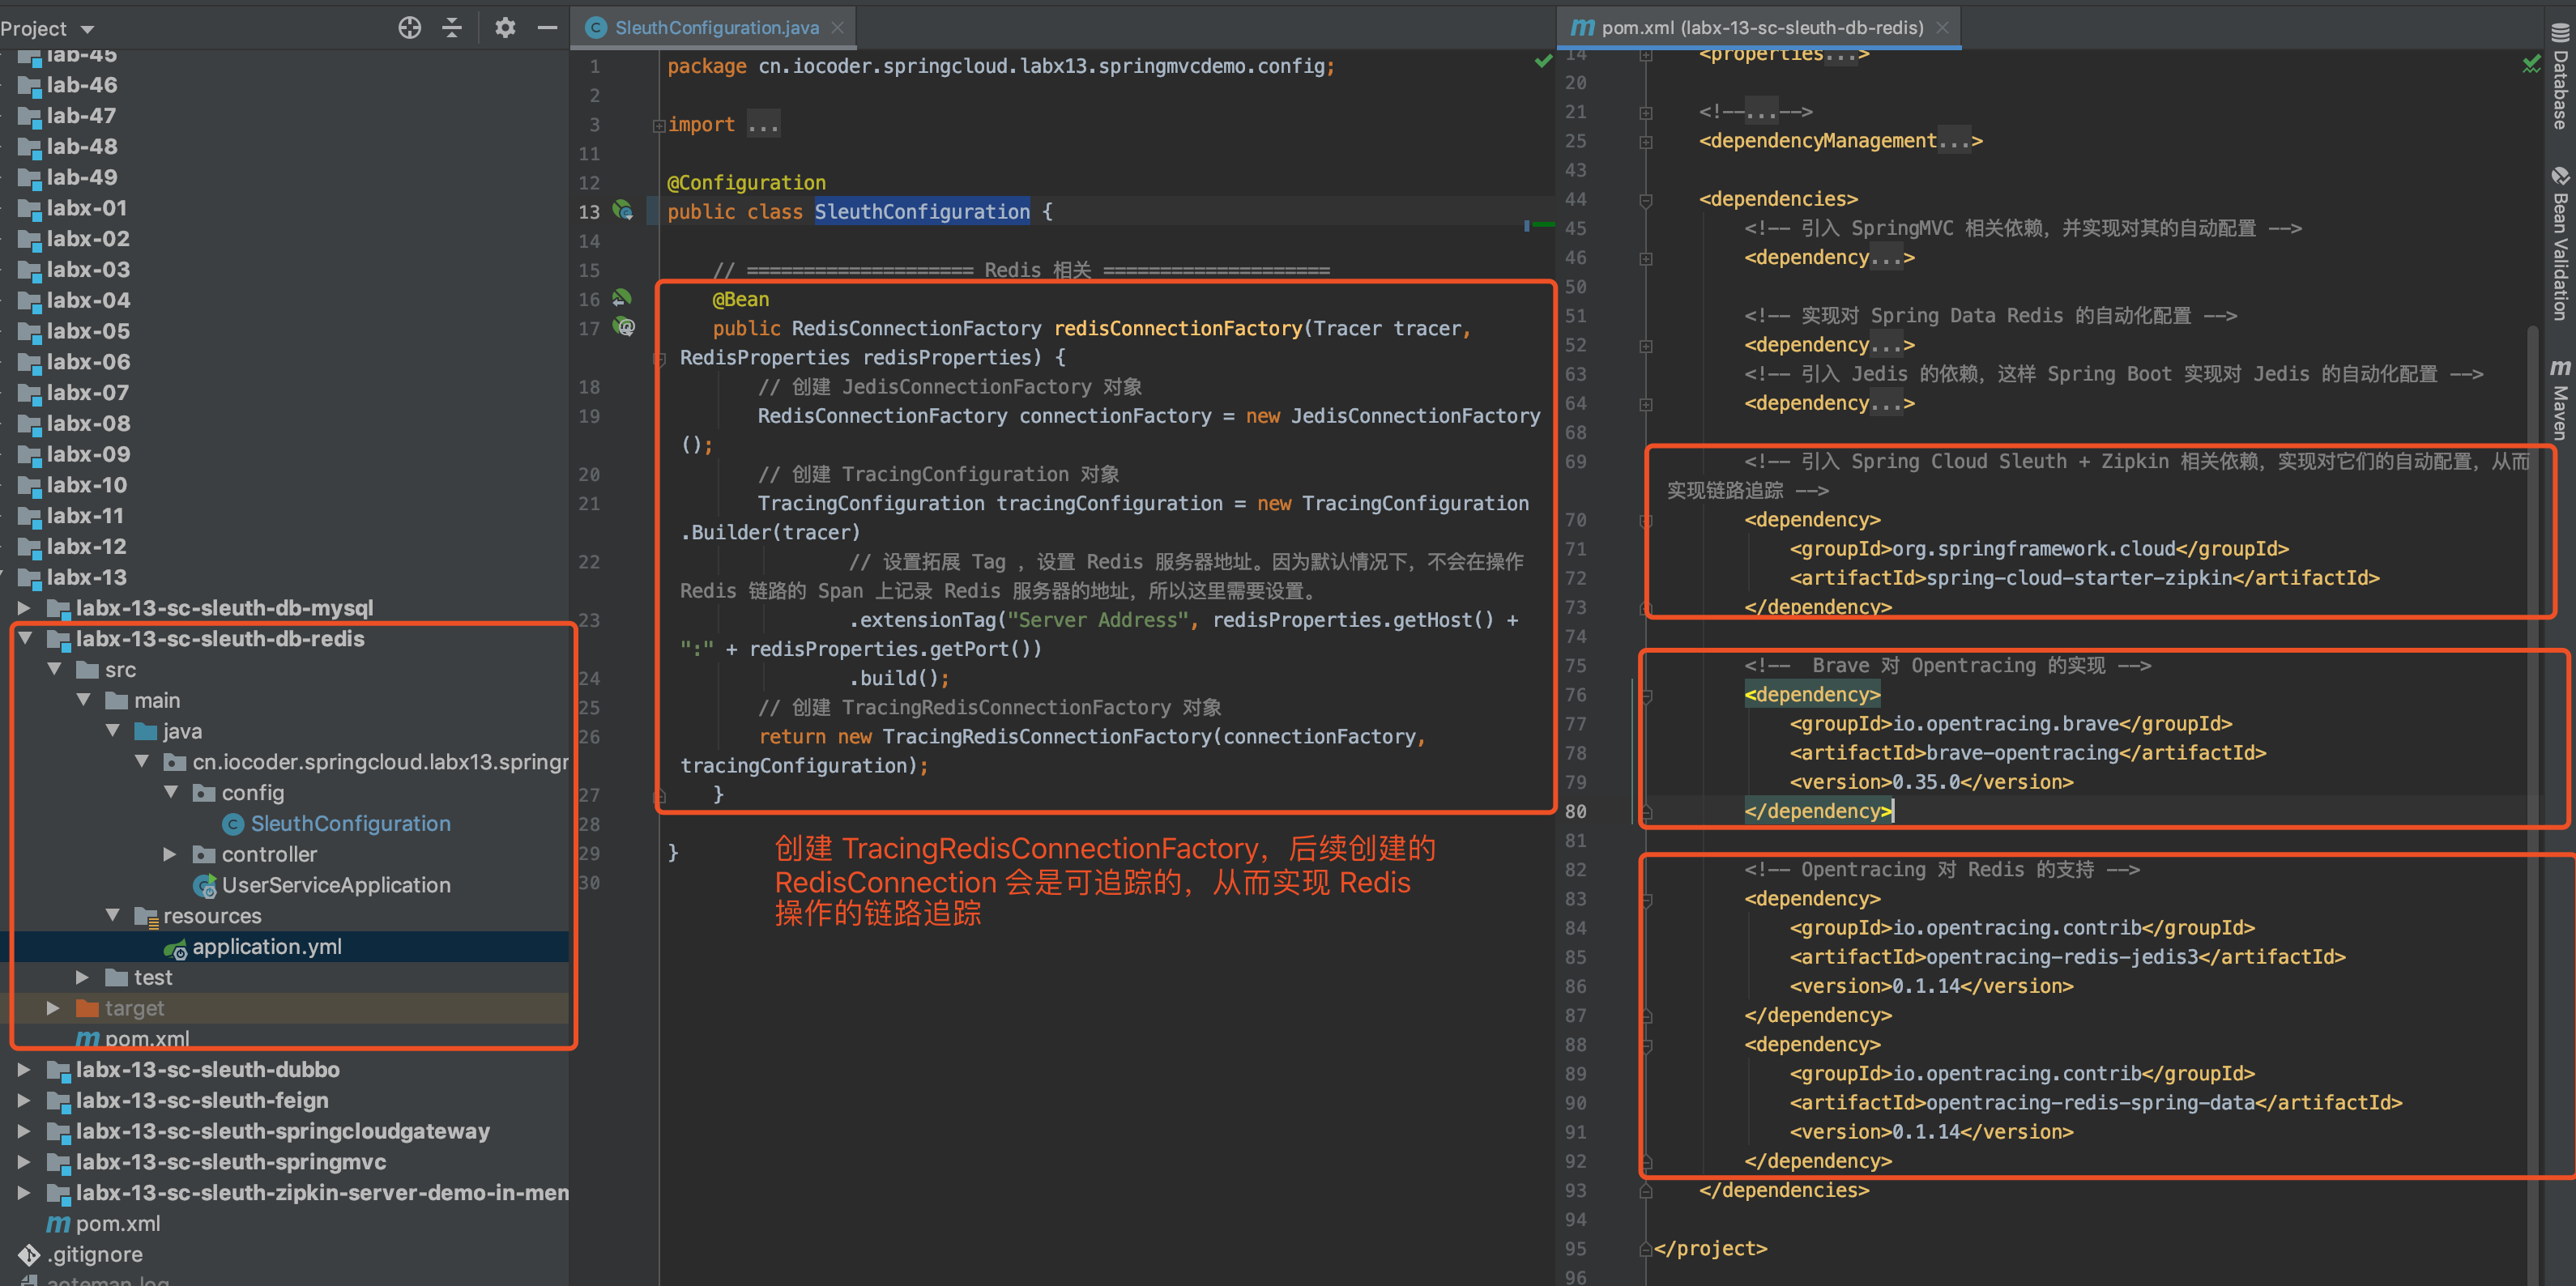 Project
lab-45
lab-46
lab-47
lab-48
lab-49
labx-01
labx-02
labx-03
labx-04
labx-05
labx-06
labx-07
labx-08
labx-09
labx-10
labx-11
labx-12
labx-13
labx-13-sc-sleuth-db-mysql
labx-13-sc-sleuth-db-redis
src
main
java
cn.iocoder.springcloud.labx13.springr
config
SleuthConfiguration
controller
UserServiceApplication
resources
application.yml
test
target
pom.xml
labx-13-sc-sleuth-dubbo
labx-13-sc-sleuth-feign
labx-13-sc-sleuth-springcloudgateway
labx-13-sc-sleuth-springmvc
labx-13-sc-sleuth-zipkin-server-demo-in-men
pom.xml
.gitignore
SleuthConfiguration.java
1 package cn.iocoder.springcloud.labx13.springmvcdemo.config;
2
3 import ...
11
12 @Configuration
13 public class SleuthConfiguration {
14
15 // ==================== Redis 相关 ====================
16 @Bean
17 public RedisConnectionFactory redisConnectionFactory(Tracer tracer,
RedisProperties redisProperties) {
18 // 创建 JedisConnectionFactory 对象
19 RedisConnectionFactory connectionFactory = new JedisConnectionFactory
();
20 // 创建 TracingConfiguration 对象
21 TracingConfiguration tracingConfiguration = new TracingConfiguration
.Builder(tracer)
22 // 设置拓展 Tag ，设置 Redis 服务器地址。因为默认情况下，不会在操作
Redis 链路的 Span 上记录 Redis 服务器的地址，所以这里需要设置。
23 .extensionTag("Server Address", redisProperties.getHost() +
":" + redisProperties.getPort())
24 .build();
25 // 创建 TracingRedisConnectionFactory 对象
26 return new TracingRedisConnectionFactory(connectionFactory,
tracingConfiguration);
27 }
28
29 }
30
创建 TracingRedisConnectionFactory，后续创建的
RedisConnection 会是可追踪的，从而实现 Redis
操作的链路追踪
pom.xml (labx-13-sc-sleuth-db-redis)
14 <properties...>
20
21 <!--...-->
25 <dependencyManagement...>
43
44 <dependencies>
45 <!-- 引入 SpringMVC 相关依赖，并实现对其的自动配置 -->
46 <dependency...>
50
51 <!-- 实现对 Spring Data Redis 的自动化配置 -->
52 <dependency...>
63 <!-- 引入 Jedis 的依赖，这样 Spring Boot 实现对 Jedis 的自动化配置 -->
64 <dependency...>
68
69 <!-- 引入 Spring Cloud Sleuth + Zipkin 相关依赖，实现对它们的自动配置，从而
实现链路追踪 -->
70 <dependency>
71 <groupId>org.springframework.cloud</groupId>
72 <artifactId>spring-cloud-starter-zipkin</artifactId>
73 </dependency>
74
75 <!-- Brave 对 Opentracing 的实现 -->
76 <dependency>
77 <groupId>io.opentracing.brave</groupId>
78 <artifactId>brave-opentracing</artifactId>
79 <version>0.35.0</version>
80 </dependency>
81
82 <!-- Opentracing 对 Redis 的支持 -->
83 <dependency>
84 <groupId>io.opentracing.contrib</groupId>
85 <artifactId>opentracing-redis-jedis3</artifactId>
86 <version>0.1.14</version>
87 </dependency>
88 <dependency>
89 <groupId>io.opentracing.contrib</groupId>
90 <artifactId>opentracing-redis-spring-data</artifactId>
91 <version>0.1.14</version>
92 </dependency>
93 </dependencies>
94
95 </project>
96
Database
Bean Validation
Maven